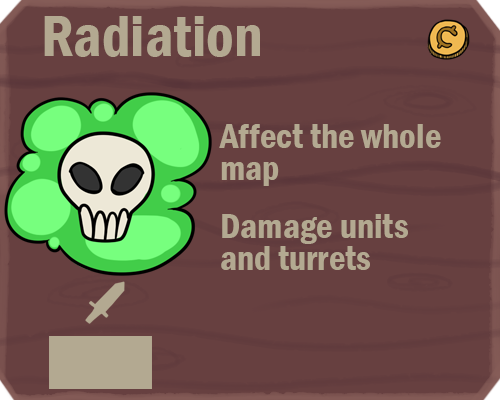 Radiation
C
Affect the whole
map
Damage units
and turrets